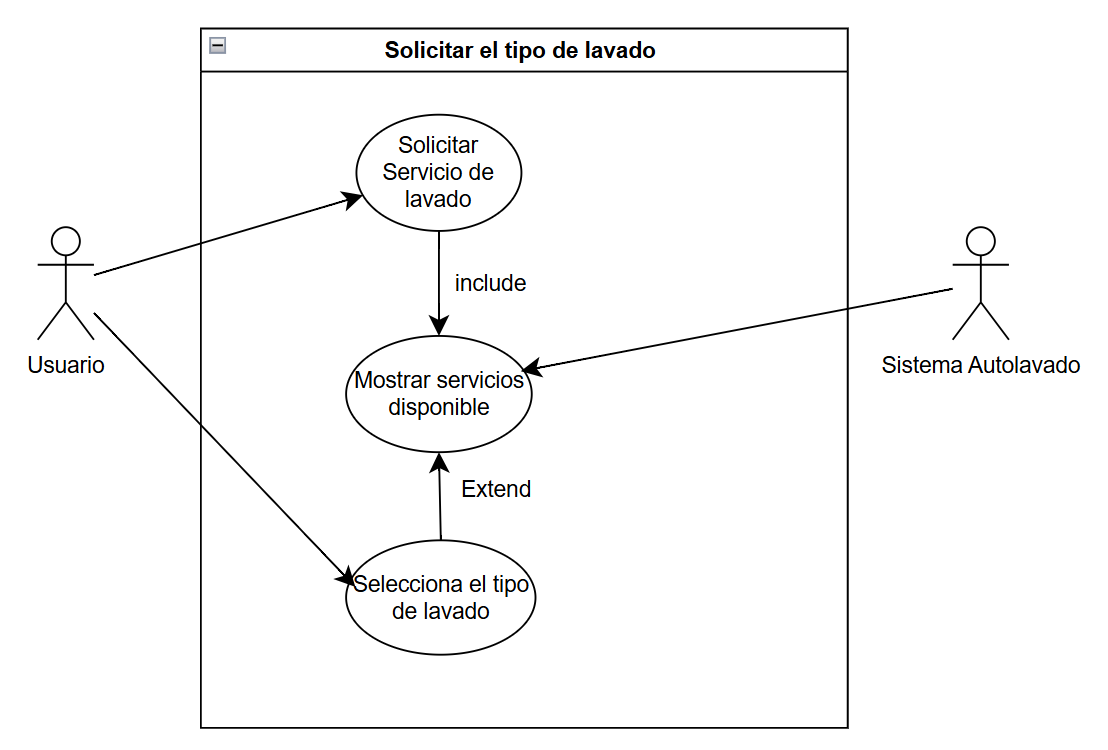 Solicitar el tipo de lavado
Solicitar
Servicio de
lavado
include
Usuario
Sistema Autolavado
Mostrar servicios
disponible
Extend
Selecciona el tipo
de lavado